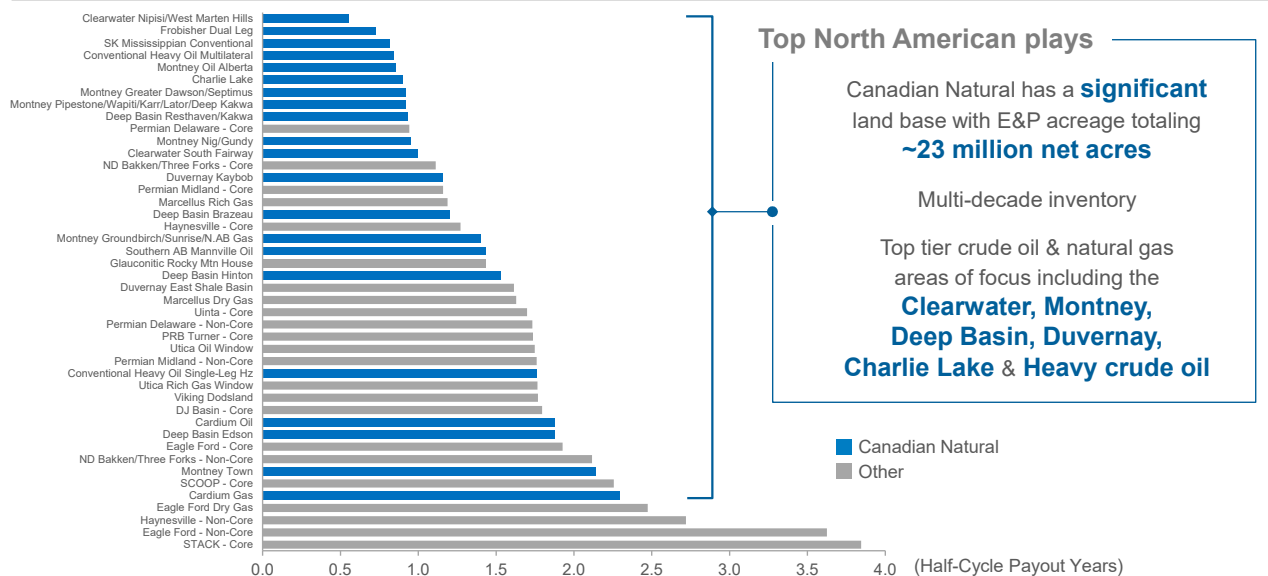 Clearwater Nipisi/West Marten Hills
Frobisher Dual Leg
SK Mississippian Conventional
Conventional Heavy Oil Multilateral
Montney Oil Alberta
Charlie Lake
Montney Greater Dawson/Septimus
Montney Pipestone/Wapiti/Karr/Lator/Deep Kakwa
Deep Basin Resthaven/Kakwa
Permian Delaware - Core
Montney Nig/Gundy
Clearwater South Fairway
ND Bakken/Three Forks - Core
Duvernay Kaybob
Permian Midland - Core
Marcellus Rich Gas
Deep Basin Brazeau
Haynesville - Core
Montney Groundbirch/Sunrise/N.AB Gas
Southern AB Mannville Oil
Glauconitic Rocky Mtn House
Deep Basin Hinton
Duvernay East Shale Basin
Marcellus Dry Gas
Uinta - Core
Permian Delaware - Non-Core
PRB Turner - Core
Utica Oil Window
Permian Midland - Non-Core
Conventional Heavy Oil Single-Leg Hz
Utica Rich Gas Window
Viking Dodsland
DJ Basin - Core
Cardium Oil
Deep Basin Edson
Eagle Ford - Core
ND Bakken/Three Forks - Non-Core
Montney Town
SCOOP - Core
Cardium Gas
Eagle Ford Dry Gas
Haynesville - Non-Core
Eagle Ford - Non-Core
STACK - Core
0.0 0.5 1.0 1.5 2.0 2.5 3.0 3.5 4.0 (Half-Cycle Payout Years)
Top North American plays
Canadian Natural has a significant
land base with E&P acreage totaling
~23 million net acres
Multi-decade inventory
Top tier crude oil & natural gas
areas of focus including the
Clearwater, Montney,
Deep Basin, Duvernay,
Charlie Lake & Heavy crude oil
Canadian Natural
Other